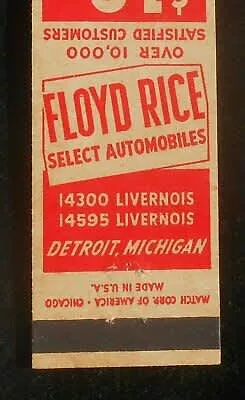 OVER 10,000
SATISFIED CUSTOMERS
FLOYD RICE
SELECT AUTOMOBILES
14300 LIVERNOIS
14595 LIVERNOIS
DETROIT, MICHIGAN
MATCH CORP. OF AMERICA • CHICAGO
MADE IN U.S.A.